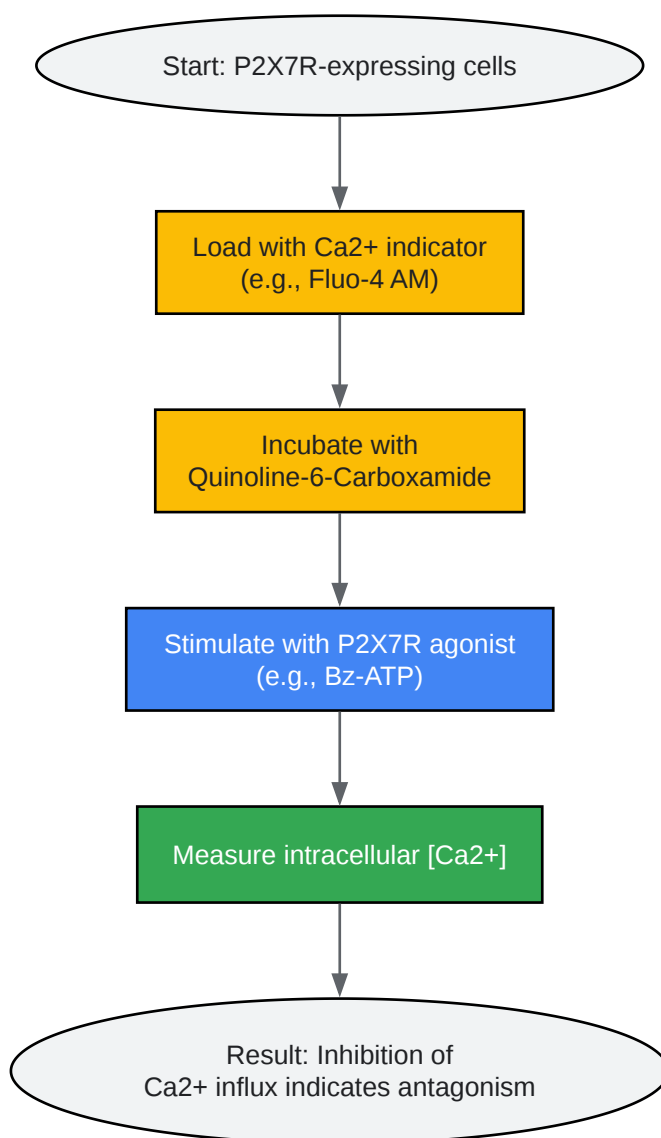 Start: P2X7R-expressing cells
Load with Ca2+ indicator
(e.g., Fluo-4 AM)
Incubate with
Quinoline-6-Carboxamide
Stimulate with P2X7R agonist
(e.g., Bz-ATP)
Measure intracellular [Ca2+]
Result: Inhibition of
Ca2+ influx indicates antagonism